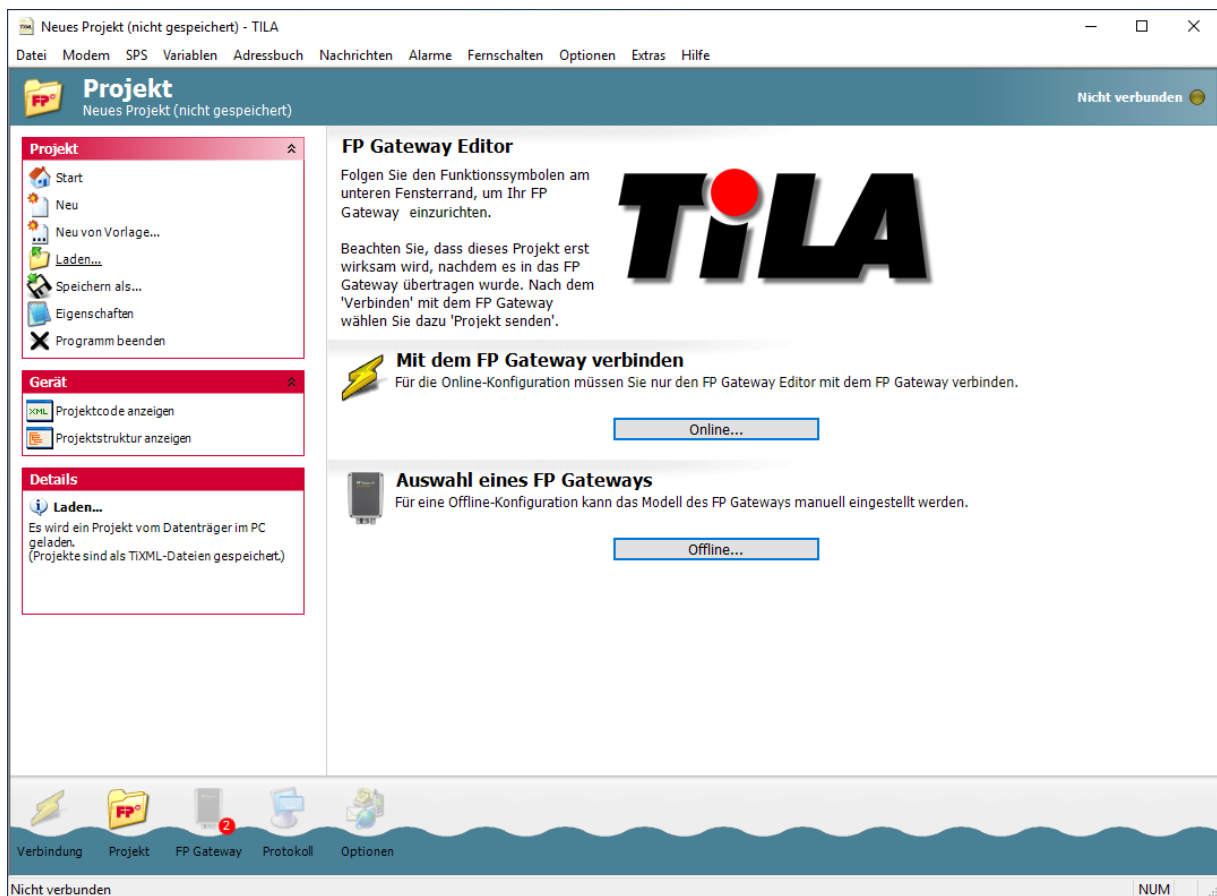 Neues Projekt (nicht gespeichert) - TILA
Datei Modem SPS Variablen Adressbuch Nachrichten Alarme Fernschalten Optionen Extras Hilfe
FP
Projekt
Neues Projekt (nicht gespeichert)
Nicht verbunden
Projekt
Start
Neu
Neu von Vorlage...
Laden...
Speichern als...
Eigenschaften
Programm beenden
Gerät
XML Projektcode anzeigen
Projektstruktur anzeigen
Details
Laden...
Es wird ein Projekt vom Datenträger im PC
geladen.
(Projekte sind als TiXML-Dateien gespeichert.)
FP Gateway Editor
Folgen Sie den Funktionssymbolen am
unteren Fensterrand, um Ihr FP
Gateway einzurichten.
Beachten Sie, dass dieses Projekt erst
wirksam wird, nachdem es in das FP
Gateway übertragen wurde. Nach dem
'Verbinden' mit dem FP Gateway
wählen Sie dazu 'Projekt senden'.
TiLA
Mit dem FP Gateway verbinden
Für die Online-Konfiguration müssen Sie nur den FP Gateway Editor mit dem FP Gateway verbinden.
Online...
Auswahl eines FP Gateways
Für eine Offline-Konfiguration kann das Modell des FP Gateways manuell eingestellt werden.
Offline...
FP
2
Verbindung Projekt FP Gateway Protokoll Optionen
Nicht verbunden
NUM